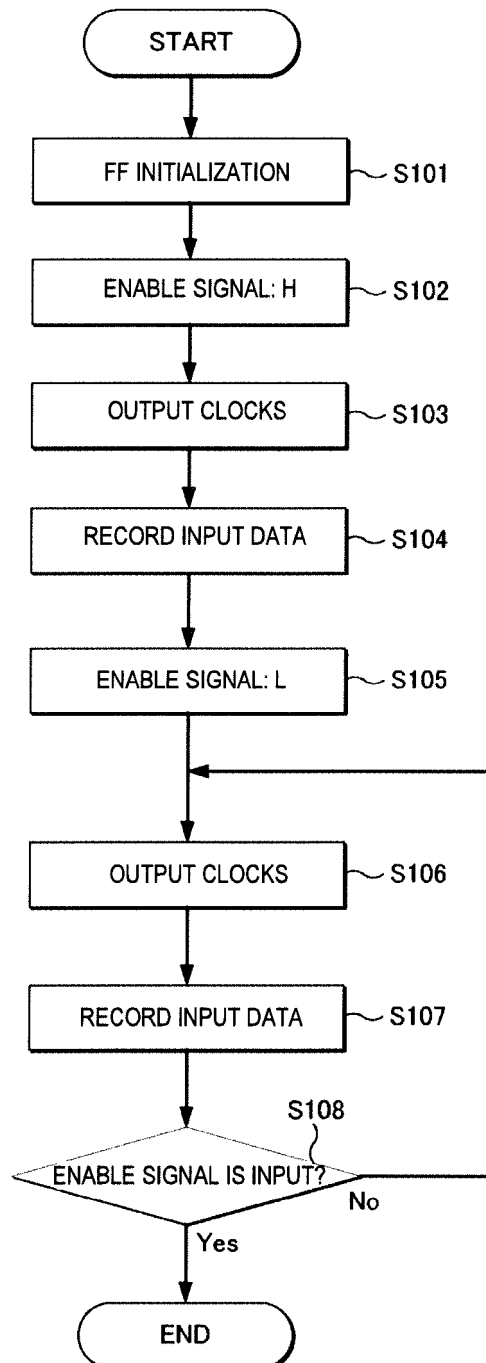 START
FF INITIALIZATION
S101
ENABLE SIGNAL: H
S102
OUTPUT CLOCKS
S103
RECORD INPUT DATA
S104
ENABLE SIGNAL: L
S105
OUTPUT CLOCKS
S106
RECORD INPUT DATA
S107
S108
ENABLE SIGNAL IS INPUT?
No
Yes
END